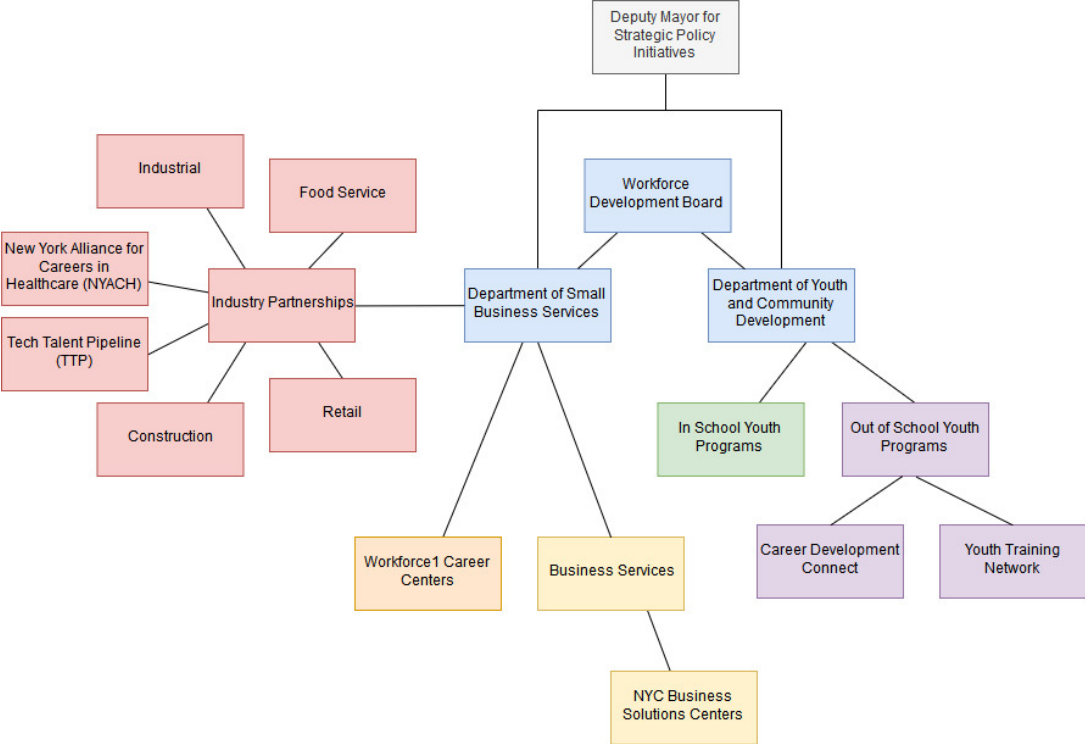 Deputy Mayor for
Strategic Policy
Initiatives
Industrial
Food Service
Workforce
Development Board
New York Alliance for
Careers in
Healthcare (NYACH)
Industry Partnerships
Department of Small
Business Services
Department of Youth
and Community
Development
Tech Talent Pipeline
(TTP)
Construction
Retail
In School Youth
Programs
Out of School Youth
Programs
Workforce1 Career
Centers
Business Services
Career Development
Connect
Youth Training
Network
NYC Business
Solutions Centers